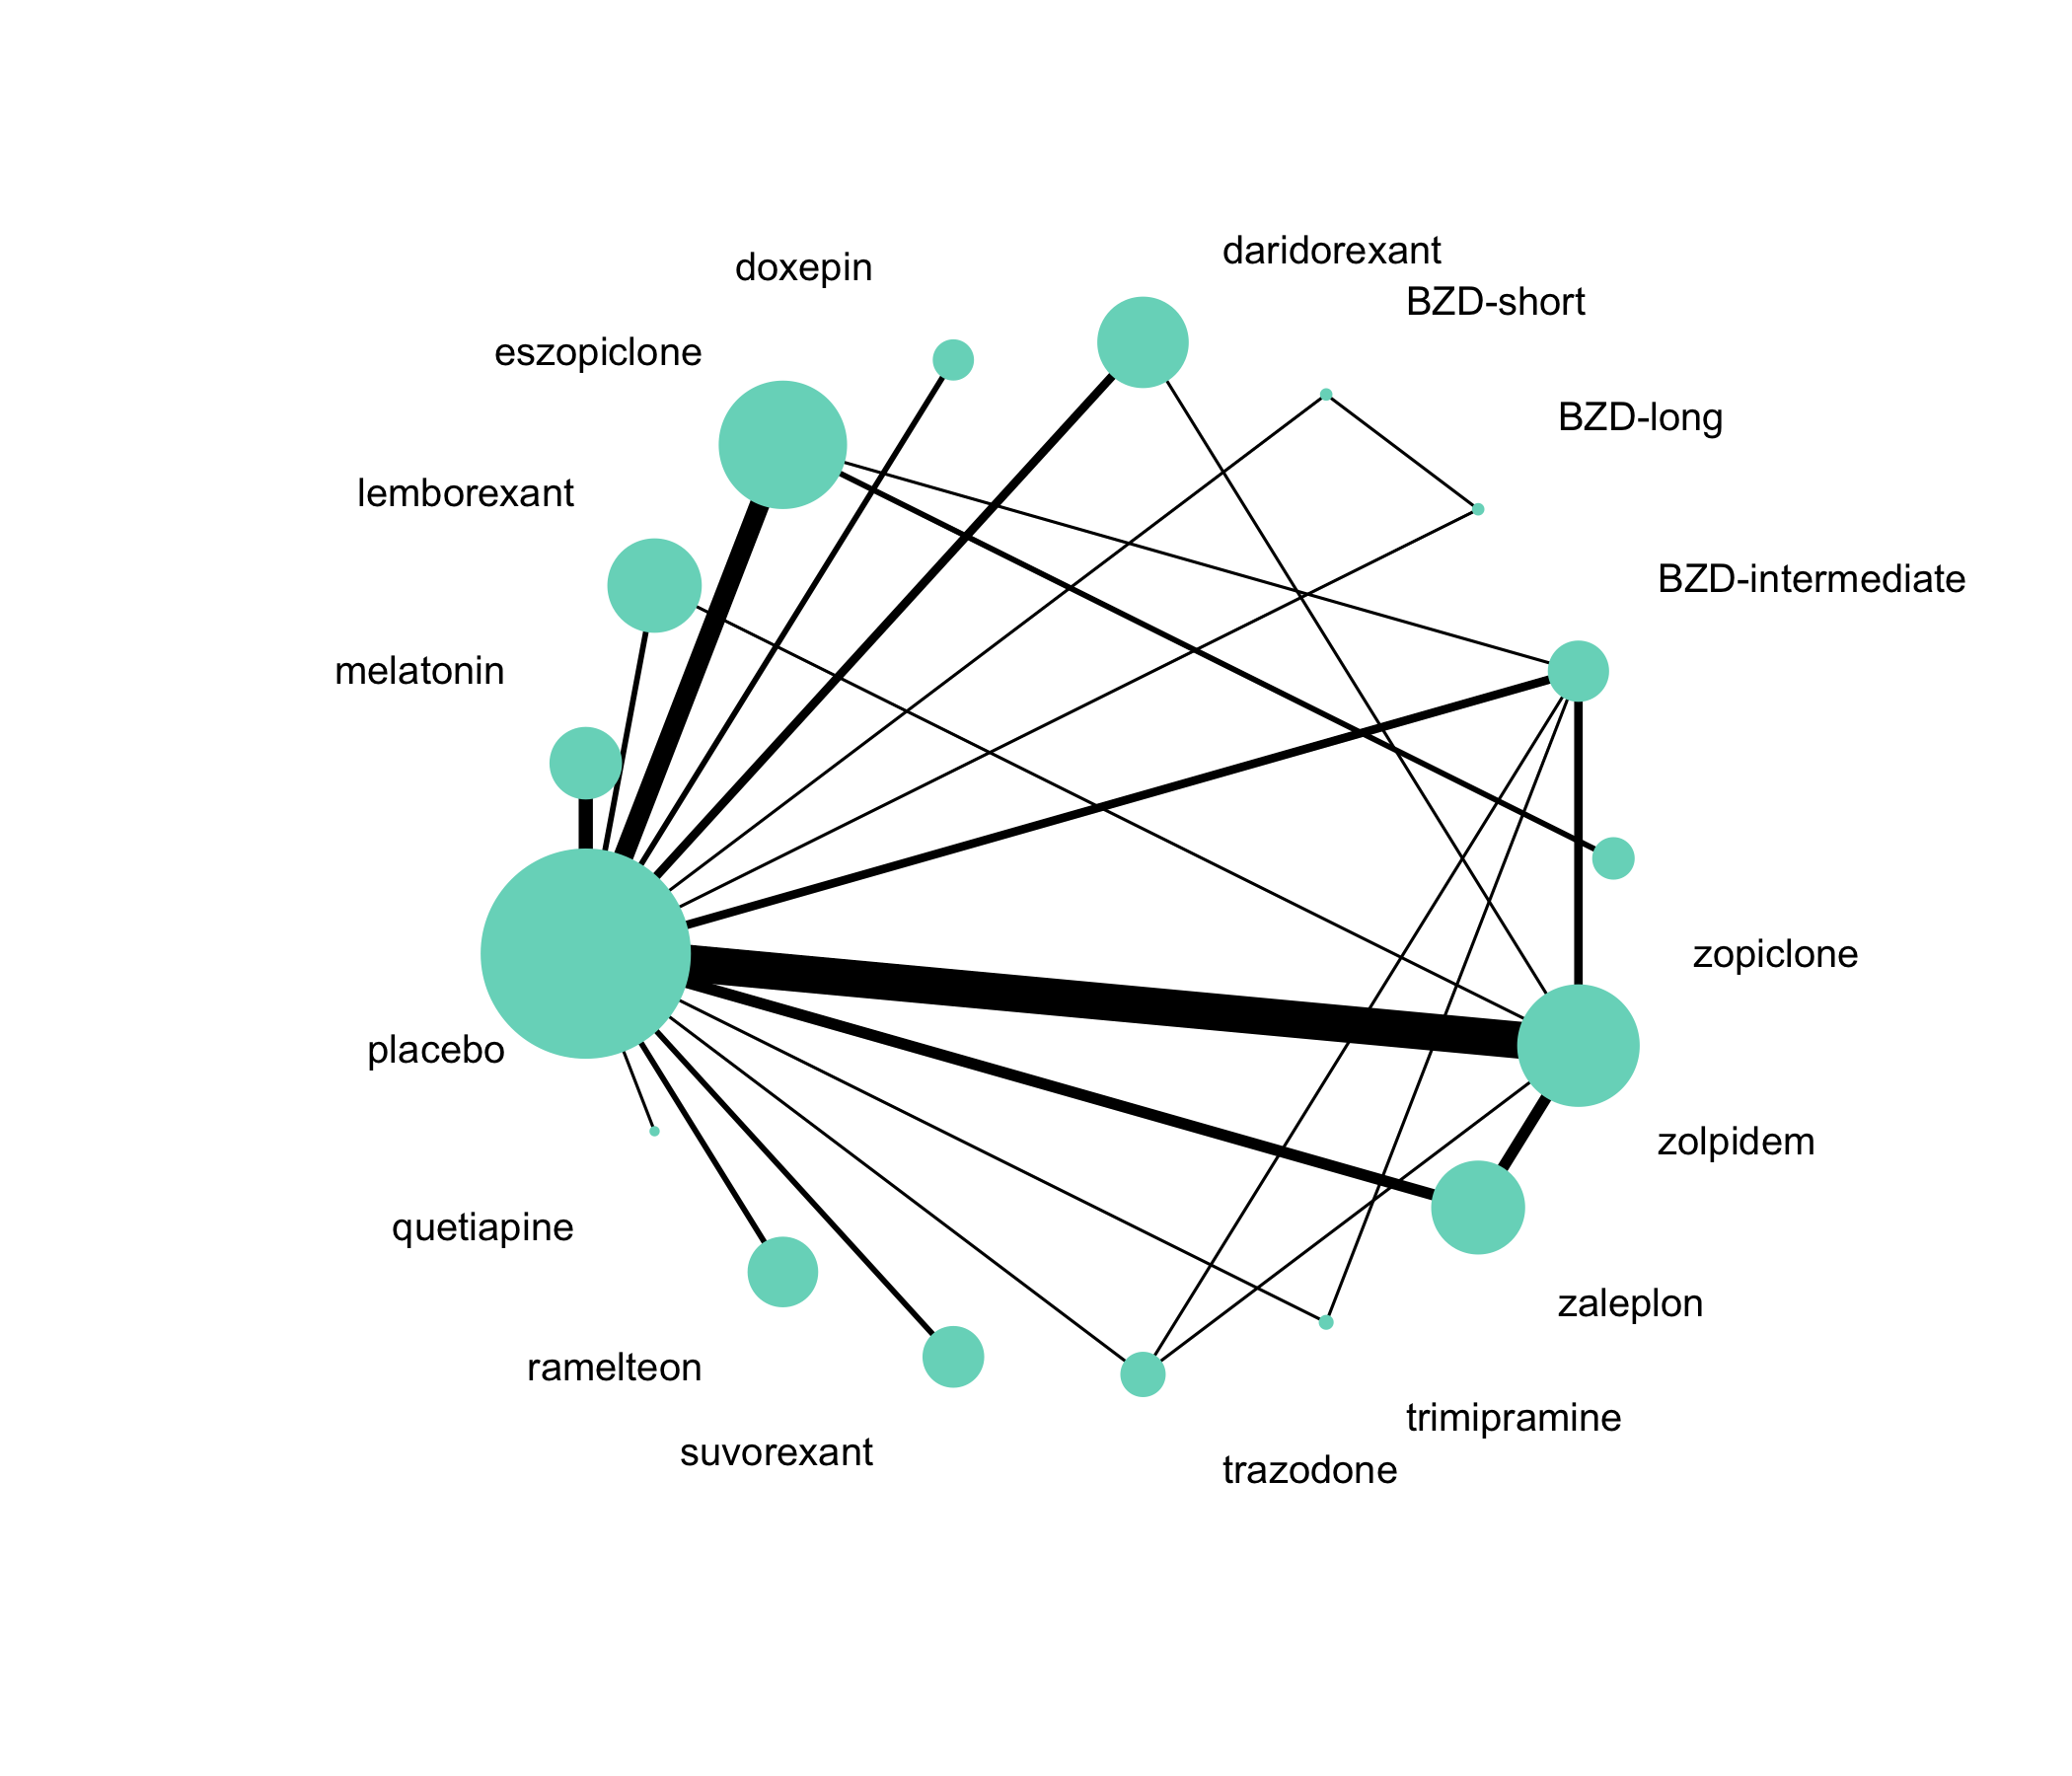 daridorexant
doxepin
BZD-short
eszopiclone
BZD-long
lemborexant
BZD-intermediate
melatonin
zopiclone
placebo
zolpidem
quetiapine
zaleplon
ramelteon
trimipramine
suvorexant
trazodone